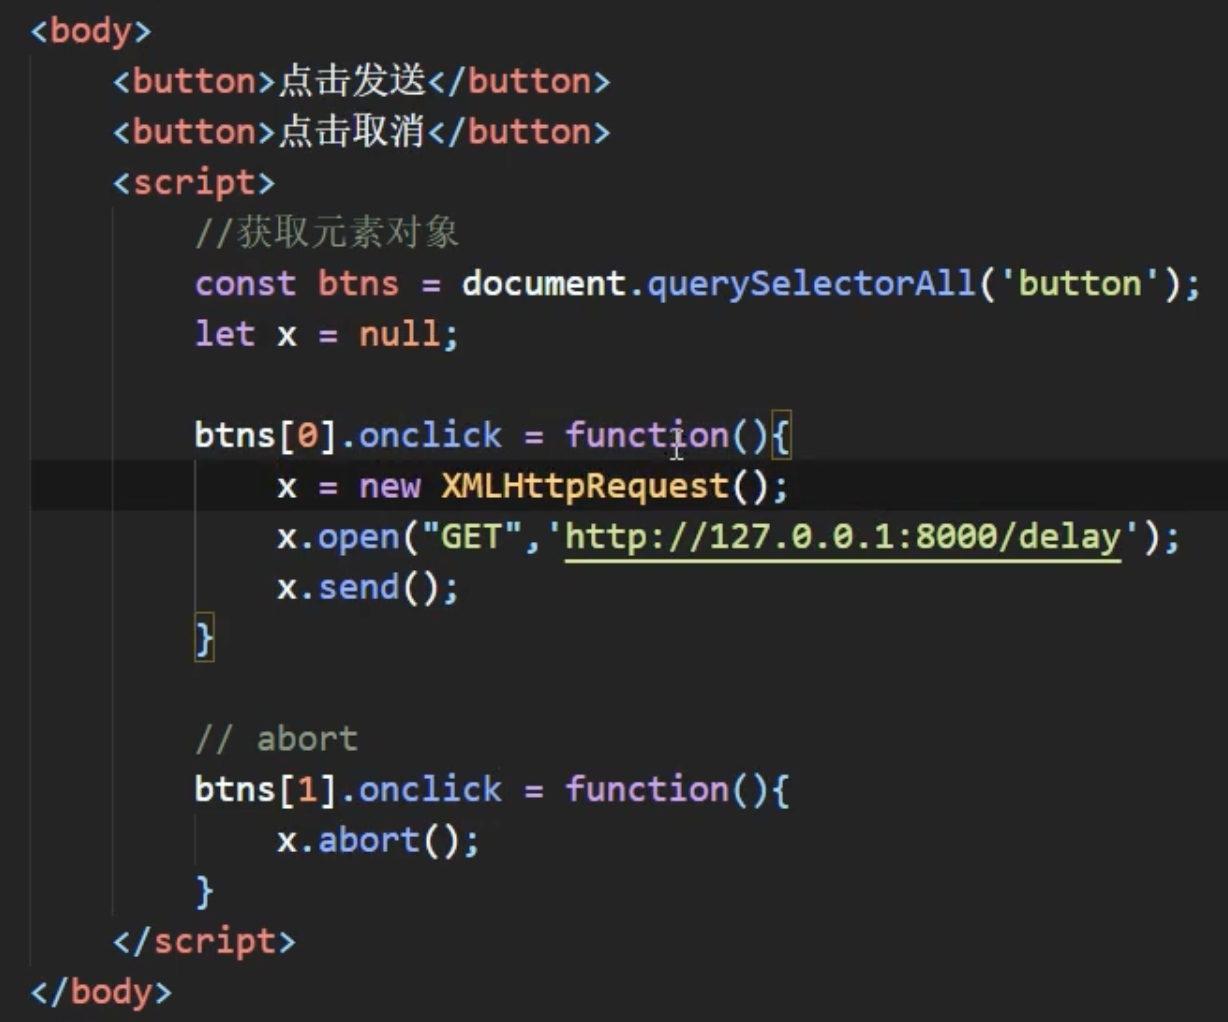 <body>
<button>点击发送</button>
<button>点击取消</button>
<script>
//获取元素对象
const btns = document.querySelectorAll('button');
let x = null;
btns[0].onclick = function(){
x = new XMLHttpRequest();
x.open("GET",'http://127.0.0.1:8000/delay');
x.send();
}
// abort
btns[1].onclick = function(){
x.abort();
}
</script>
</body>